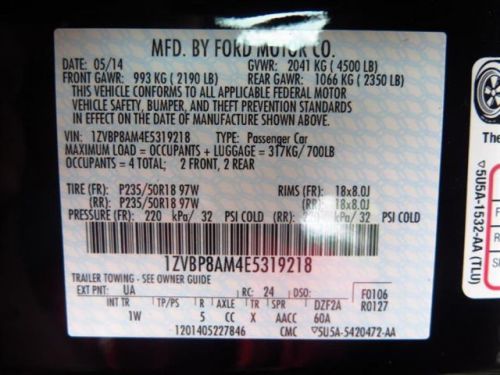 MFD. BY FORD MOTOR CO.
DATE: 05/14 GVWR: 2041 KG ( 4500 LB)
FRONT GAWR: 993 KG ( 2190 LB) REAR GAWR: 1066 KG ( 2350 LB)
THIS VEHICLE CONFORMS TO ALL APPLICABLE FEDERAL MOTOR
VEHICLE SAFETY, BUMPER, AND THEFT PREVENTION STANDARDS
IN EFFECT ON THE DATE OF MANUFACTURE SHOWN ABOVE.
VIN: 1ZVBP8AM4E5319218 TYPE: Passenger Car
MAXIMUM LOAD = OCCUPANTS + LUGGAGE = 317KG/ 700LB
OCCUPANTS = 4 TOTAL; 2 FRONT, 2 REAR
TIRE (FR): P235/50R18 97W RIMS (FR): 18x8.0J
(RR): P235/50R18 97W (RR): 18x8.0J
PRESSURE (FR): 220 kPa/ 32 PSI COLD (RR): kPa/ 32 PSI COLD
1ZVBP8AM4E5319218
TRAILER TOWING - SEE OWNER GUIDE
EXT PNT: UA RC: 24 DSO: F0106
R0127
INT TR TP/PS R AXLE TR SPR DZF2A
1W 5 CC X AACC 60A
1201405227846 CMC 5U5A-5420472-AA
The
5U5A-1532-AA (TLU)
F
R